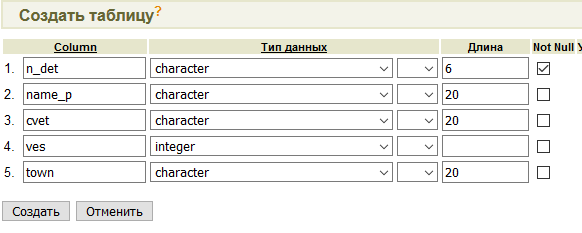 Создать таблицу?
Column Тип данных Длина Not Null
1. n_det character 6
2. name_p character 20
3. cvet character 20
4. ves integer
5. town character 20
Создать Отменить